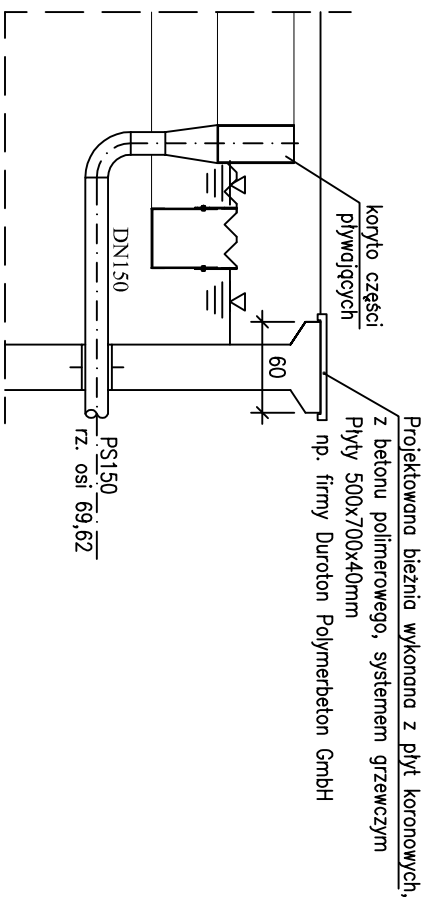 Projektowana bieżnia wykonana z płyt koronowych,
z betonu polimerowego, systemem grzewczym
Płyty 500x700x40mm
np. firmy Duroton Polymerbeton GmbH
koryto części
pływających
60
DN150
PS150
rz. osi 69,62